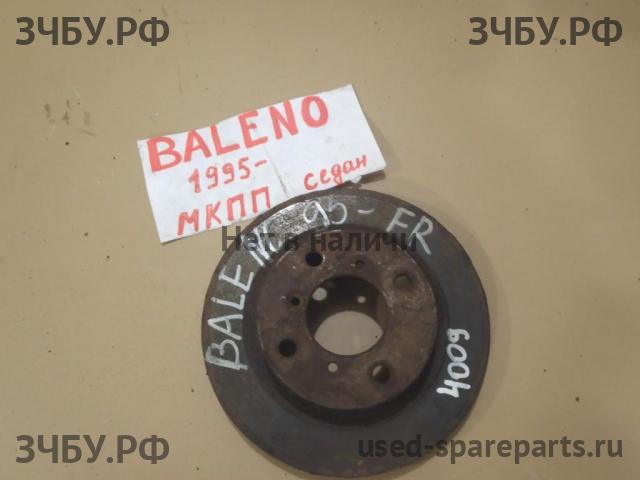 ЗЧБУ.РФ
ЗЧБУ.РФ
BALENO
1995-
МКПП седан
BALENO 95- FR
Нет в наличии
4009
ЗЧБУ.РФ
used-spareparts.ru